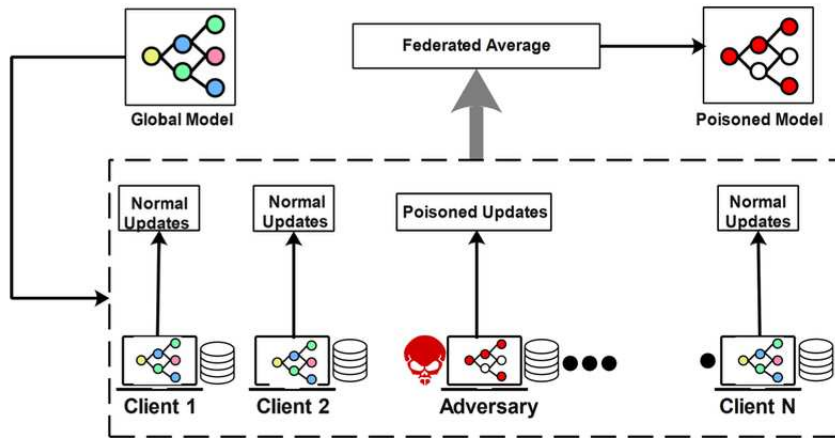 Federated Average
Global Model
Poisoned Model
Normal
Updates
Normal
Updates
Poisoned Updates
Normal
Updates
Client 1
Client 2
Adversary
Client N